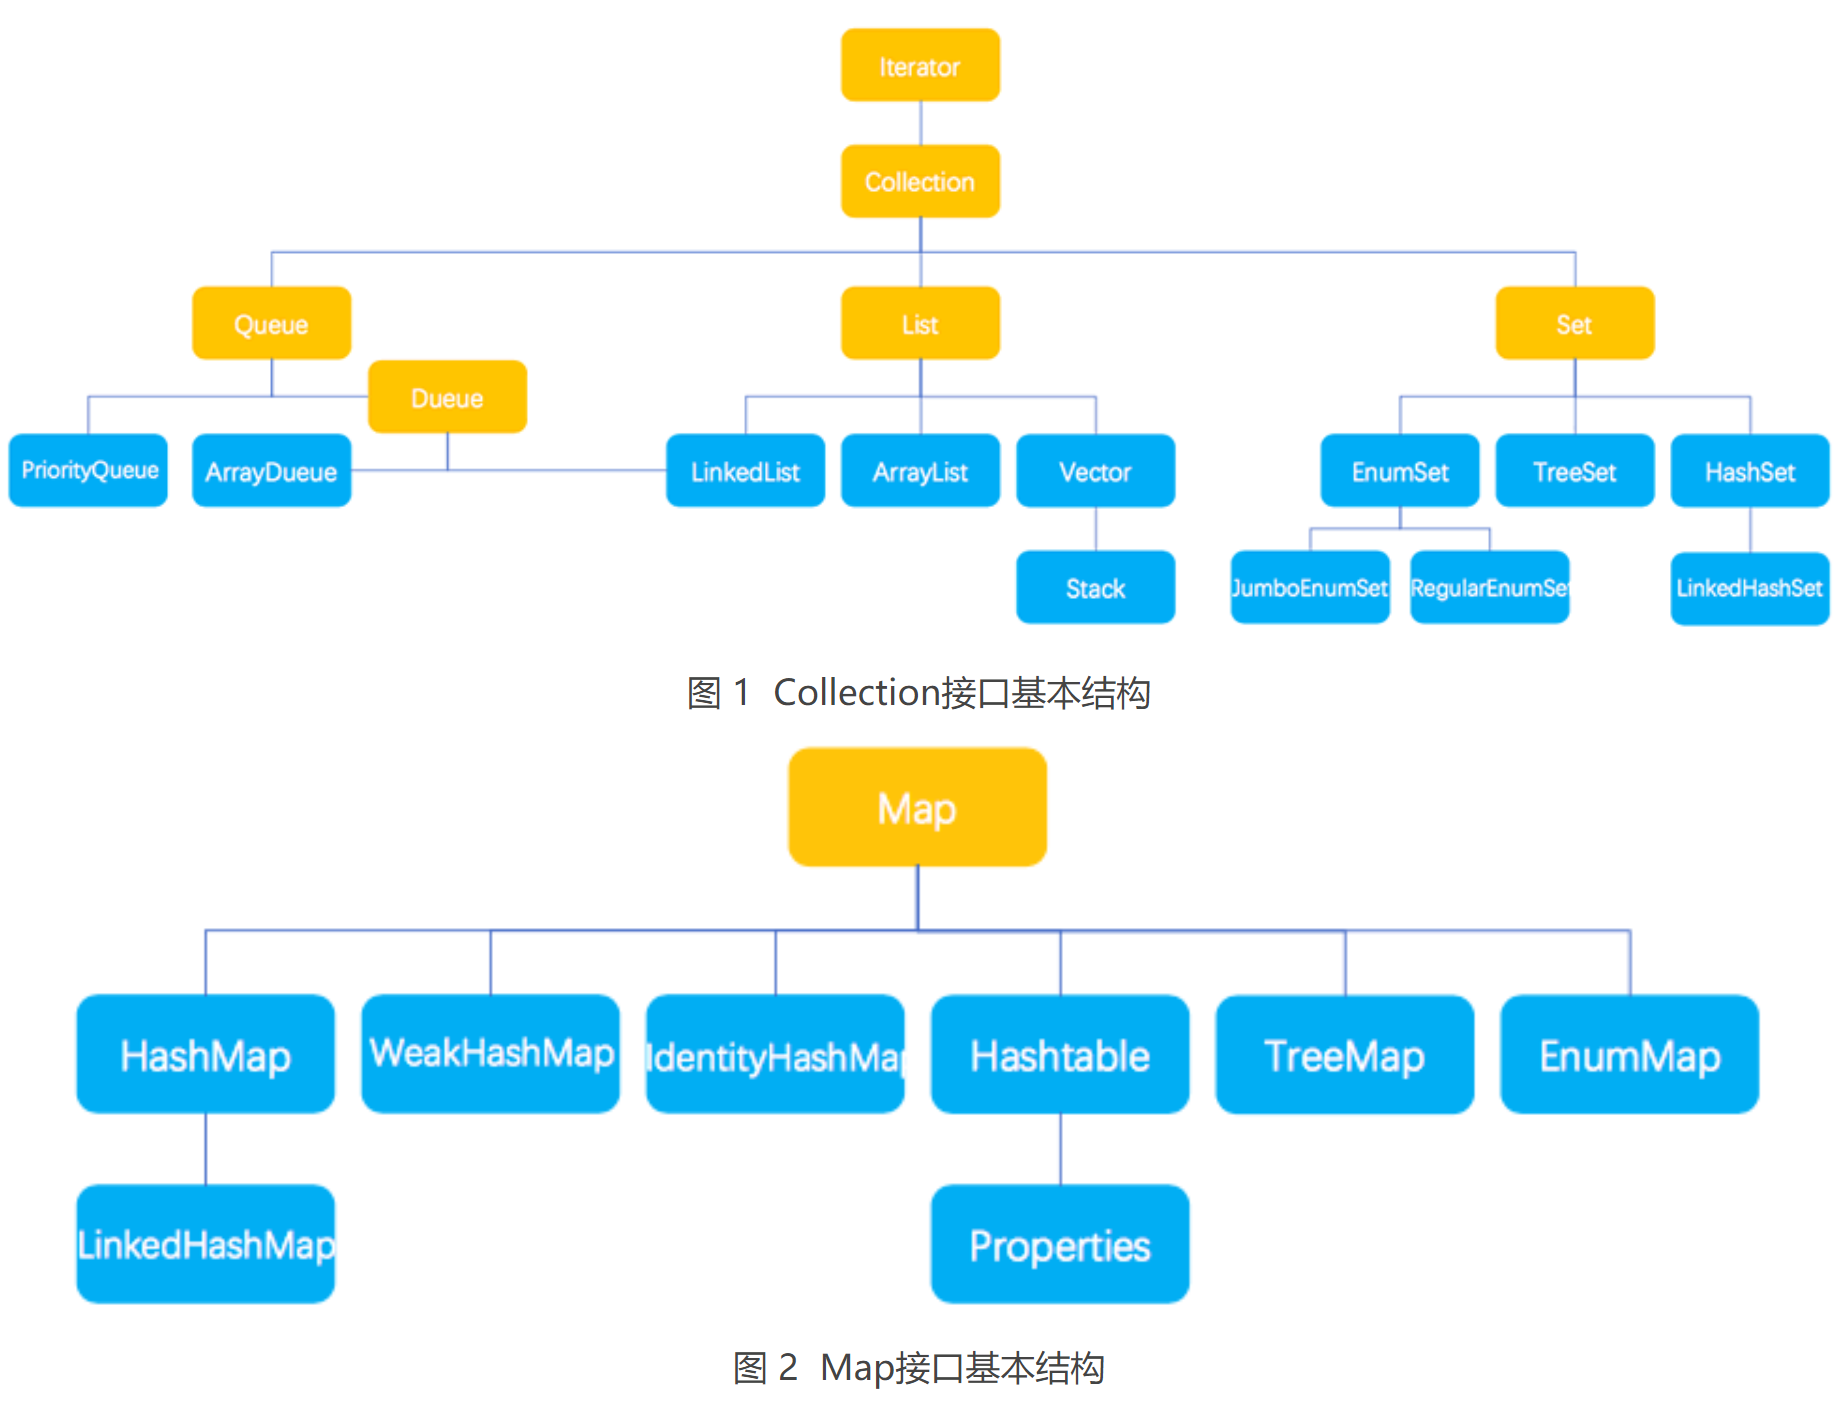 Iterator
Collection
Queue
List
Set
Dueue
PriorityQueue
ArrayDueue
LinkedList
ArrayList
Vector
EnumSet
TreeSet
HashSet
Stack
JumboEnumSet
RegularEnumSet
LinkedHashSet
图 1 Collection接口基本结构
Map
HashMap
WeakHashMap
IdentityHashMap
Hashtable
TreeMap
EnumMap
LinkedHashMap
Properties
图 2 Map接口基本结构